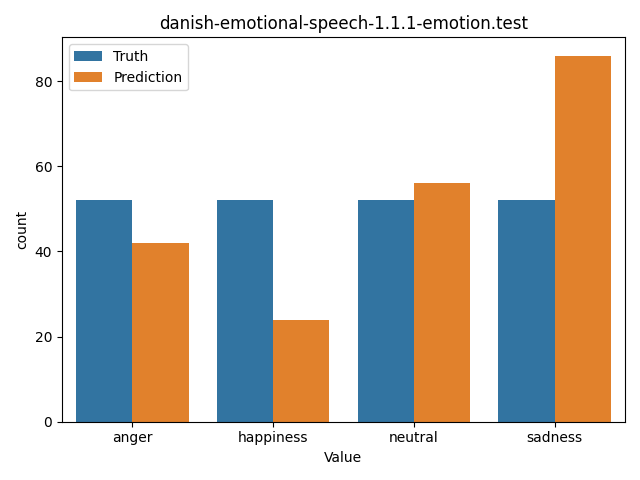 danish-emotional-speech-1.1.1-emotion.test
Truth
Prediction
count
80
60
40
20
0
anger happiness neutral sadness
Value